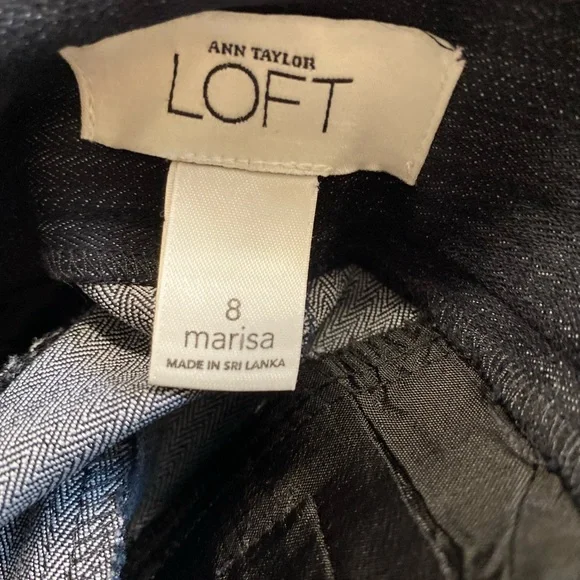 ANN TAYLOR
LOFT
8
marisa
MADE IN SRI LANKA